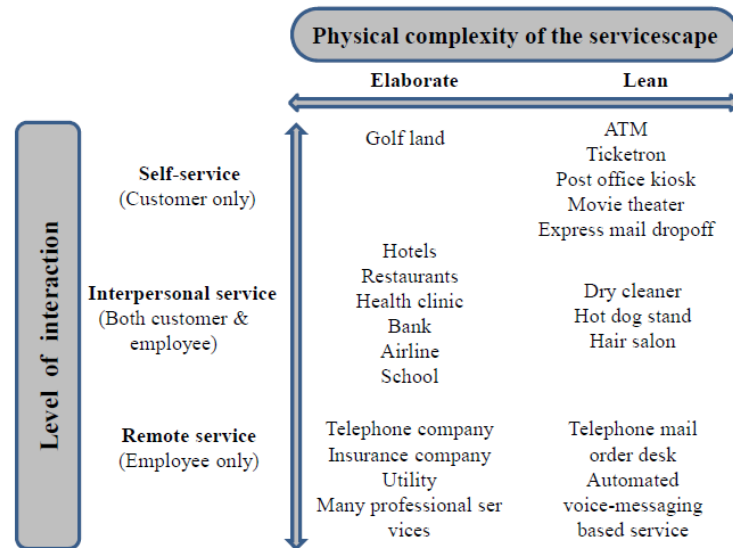 Physical complexity of the servicescape
Elaborate
Lean
Level of interaction
Self-service
(Customer only)
Golf land
ATM
Ticketron
Post office kiosk
Movie theater
Express mail dropoff
Interpersonal service
(Both customer &
employee)
Hotels
Restaurants
Health clinic
Bank
Airline
School
Dry cleaner
Hot dog stand
Hair salon
Remote service
(Employee only)
Telephone company
Insurance company
Utility
Many professional ser
vices
Telephone mail
order desk
Automated
voice-messaging
based service